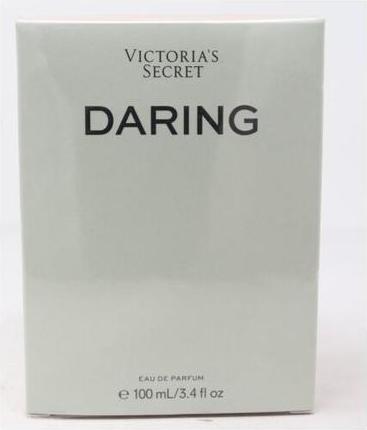 VICTORIA'S
SECRET
DARING
EAU DE PARFUM
℮ 100 mL/3.4 fl oz